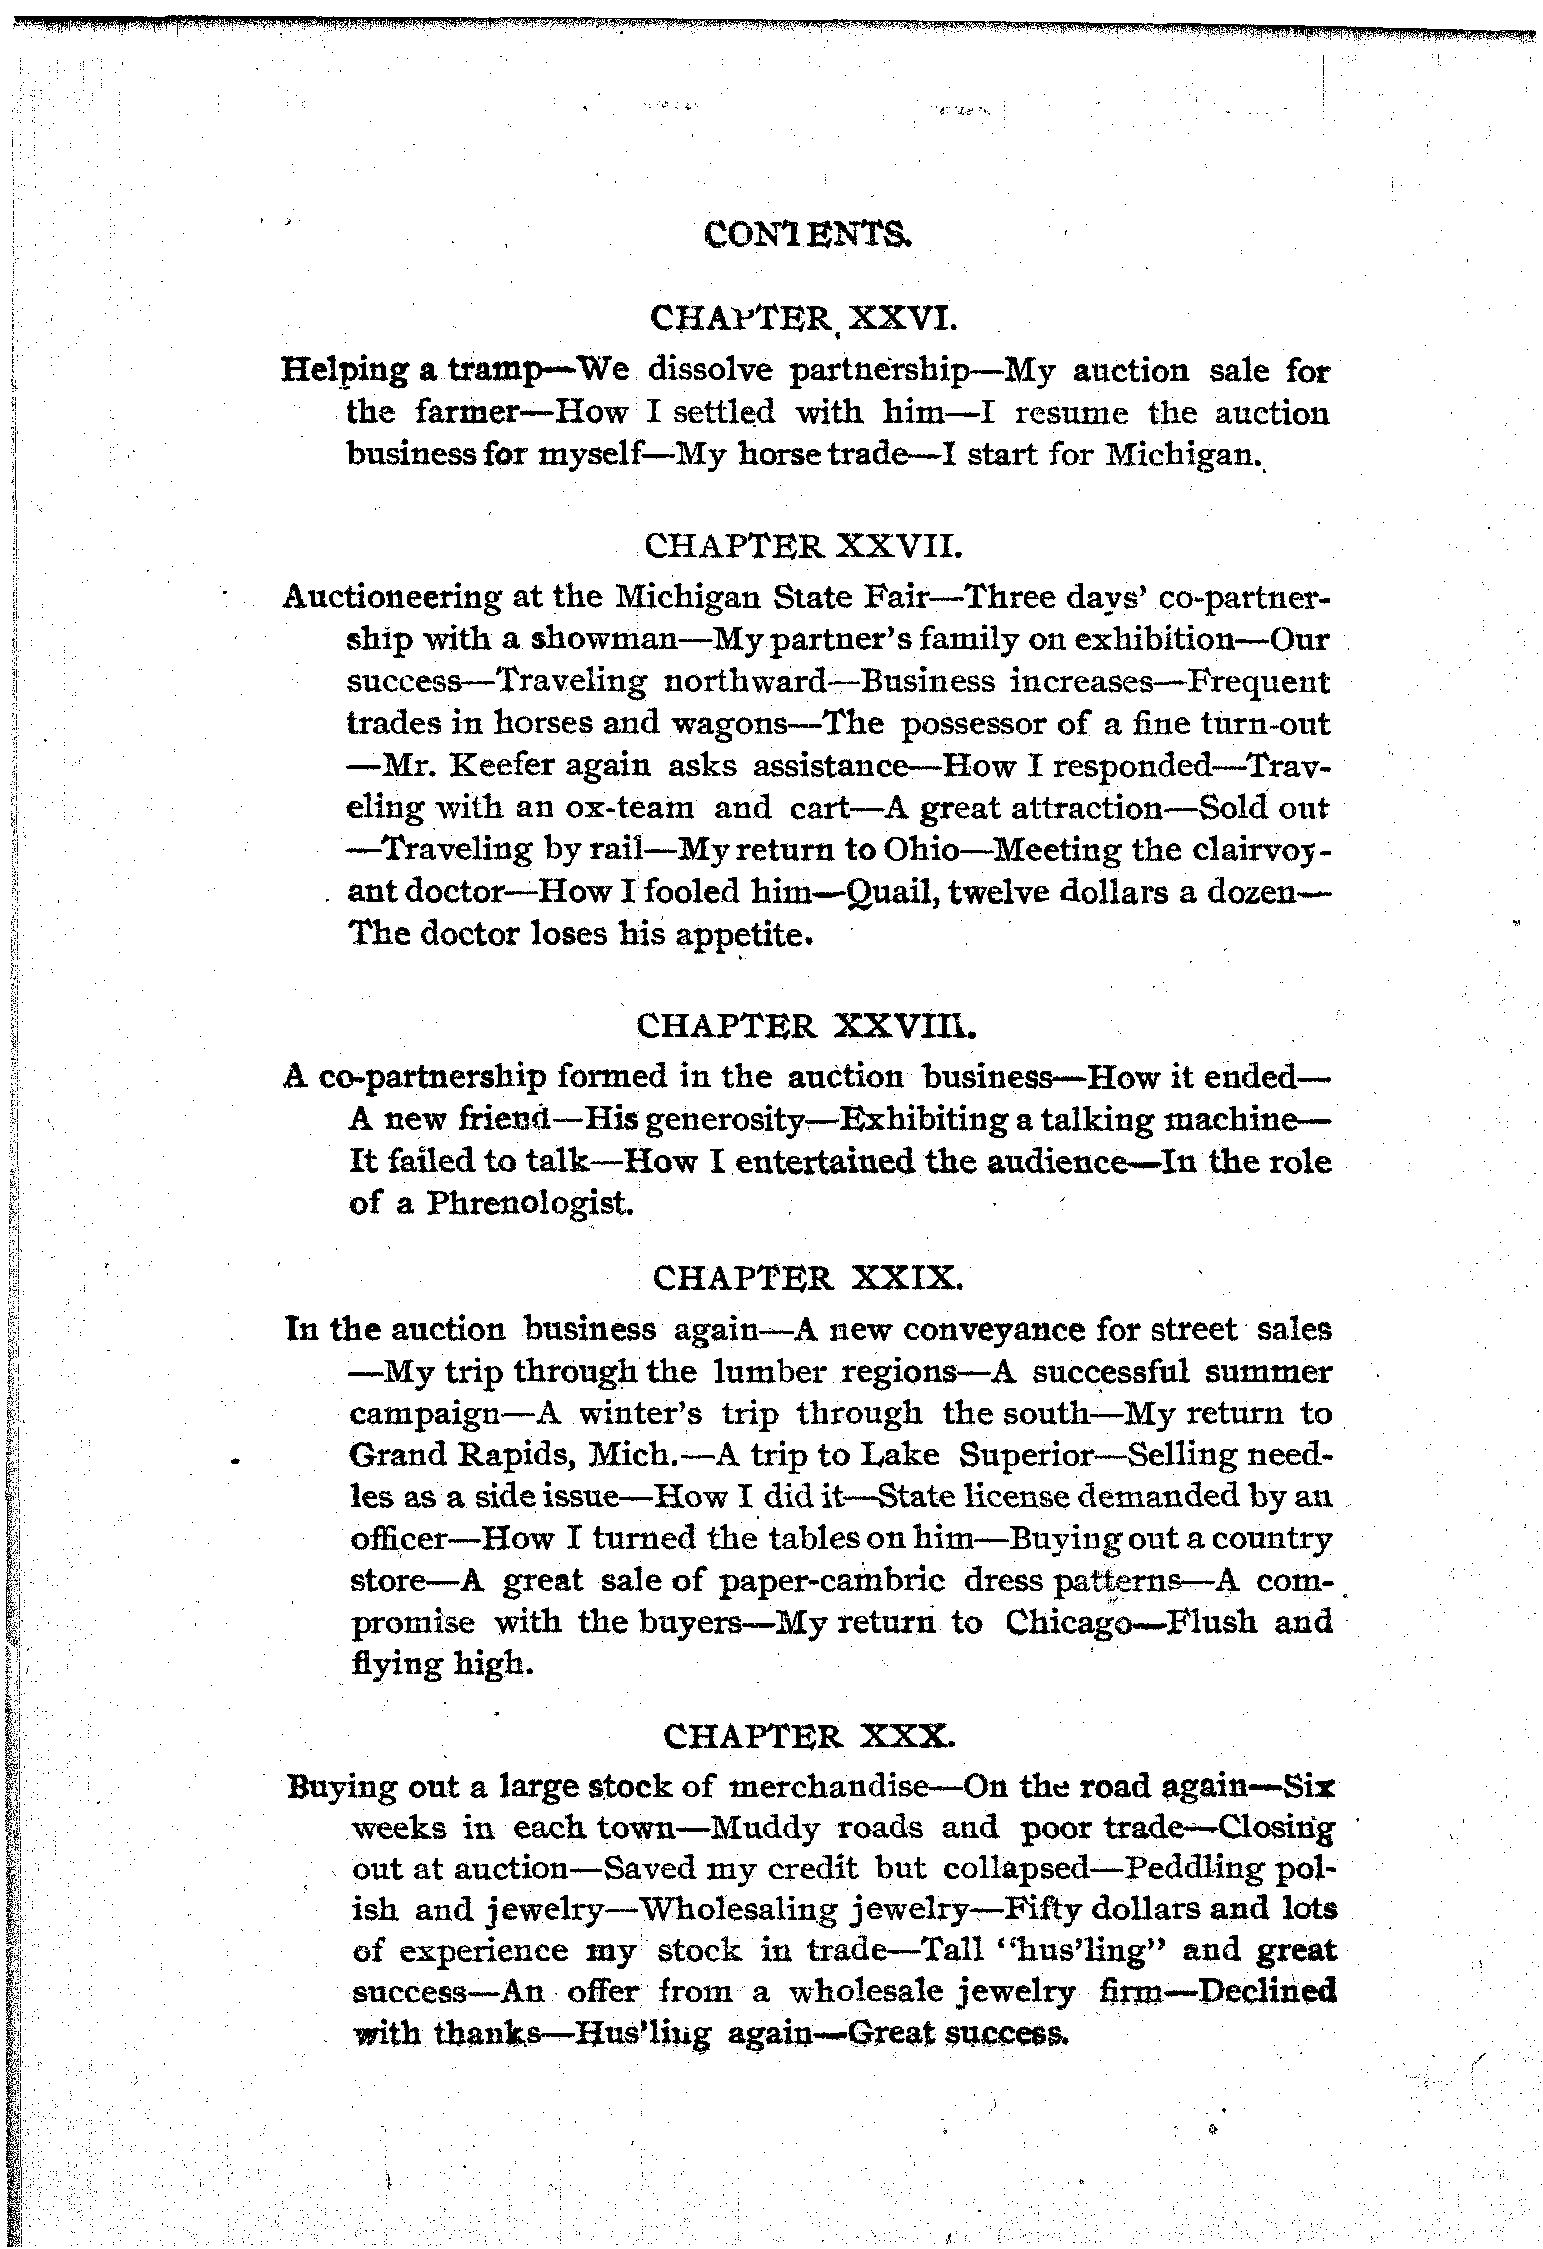 CONTENTS.
CHAPTER XXVI.
Helping a tramp—We dissolve partnership—My auction sale for
the farmer—How I settled with him—I resume the auction
business for myself—My horse trade—I start for Michigan.
CHAPTER XXVII.
Auctioneering at the Michigan State Fair—Three days' co-partner-
ship with a showman—My partner's family on exhibition—Our
success—Traveling northward—Business increases—Frequent
trades in horses and wagons—The possessor of a fine turn-out
—Mr. Keefer again asks assistance—How I responded—Trav-
eling with an ox-team and cart—A great attraction—Sold out
—Traveling by rail—My return to Ohio—Meeting the clairvoy-
ant doctor—How I fooled him—Quail, twelve dollars a dozen—
The doctor loses his appetite.
CHAPTER XXVIII.
A co-partnership formed in the auction business—How it ended—
A new friend—His generosity—Exhibiting a talking machine—
It failed to talk—How I entertained the audience—In the role
of a Phrenologist.
CHAPTER XXIX.
In the auction business again—A new conveyance for street sales
—My trip through the lumber regions—A successful summer
campaign—A winter's trip through the south—My return to
Grand Rapids, Mich.—A trip to Lake Superior—Selling need-
les as a side issue—How I did it—State license demanded by an
officer—How I turned the tables on him—Buying out a country
store—A great sale of paper-cambric dress patterns—A com-
promise with the buyers—My return to Chicago—Flush and
flying high.
CHAPTER XXX.
Buying out a large stock of merchandise—On the road again—Six
weeks in each town—Muddy roads and poor trade—Closing
out at auction—Saved my credit but collapsed—Peddling pol-
ish and jewelry—Wholesaling jewelry—Fifty dollars and lots
of experience my stock in trade—Tall "hus'ling" and great
success—An offer from a wholesale jewelry firm—Declined
with thanks—Hus'ling again—Great success.